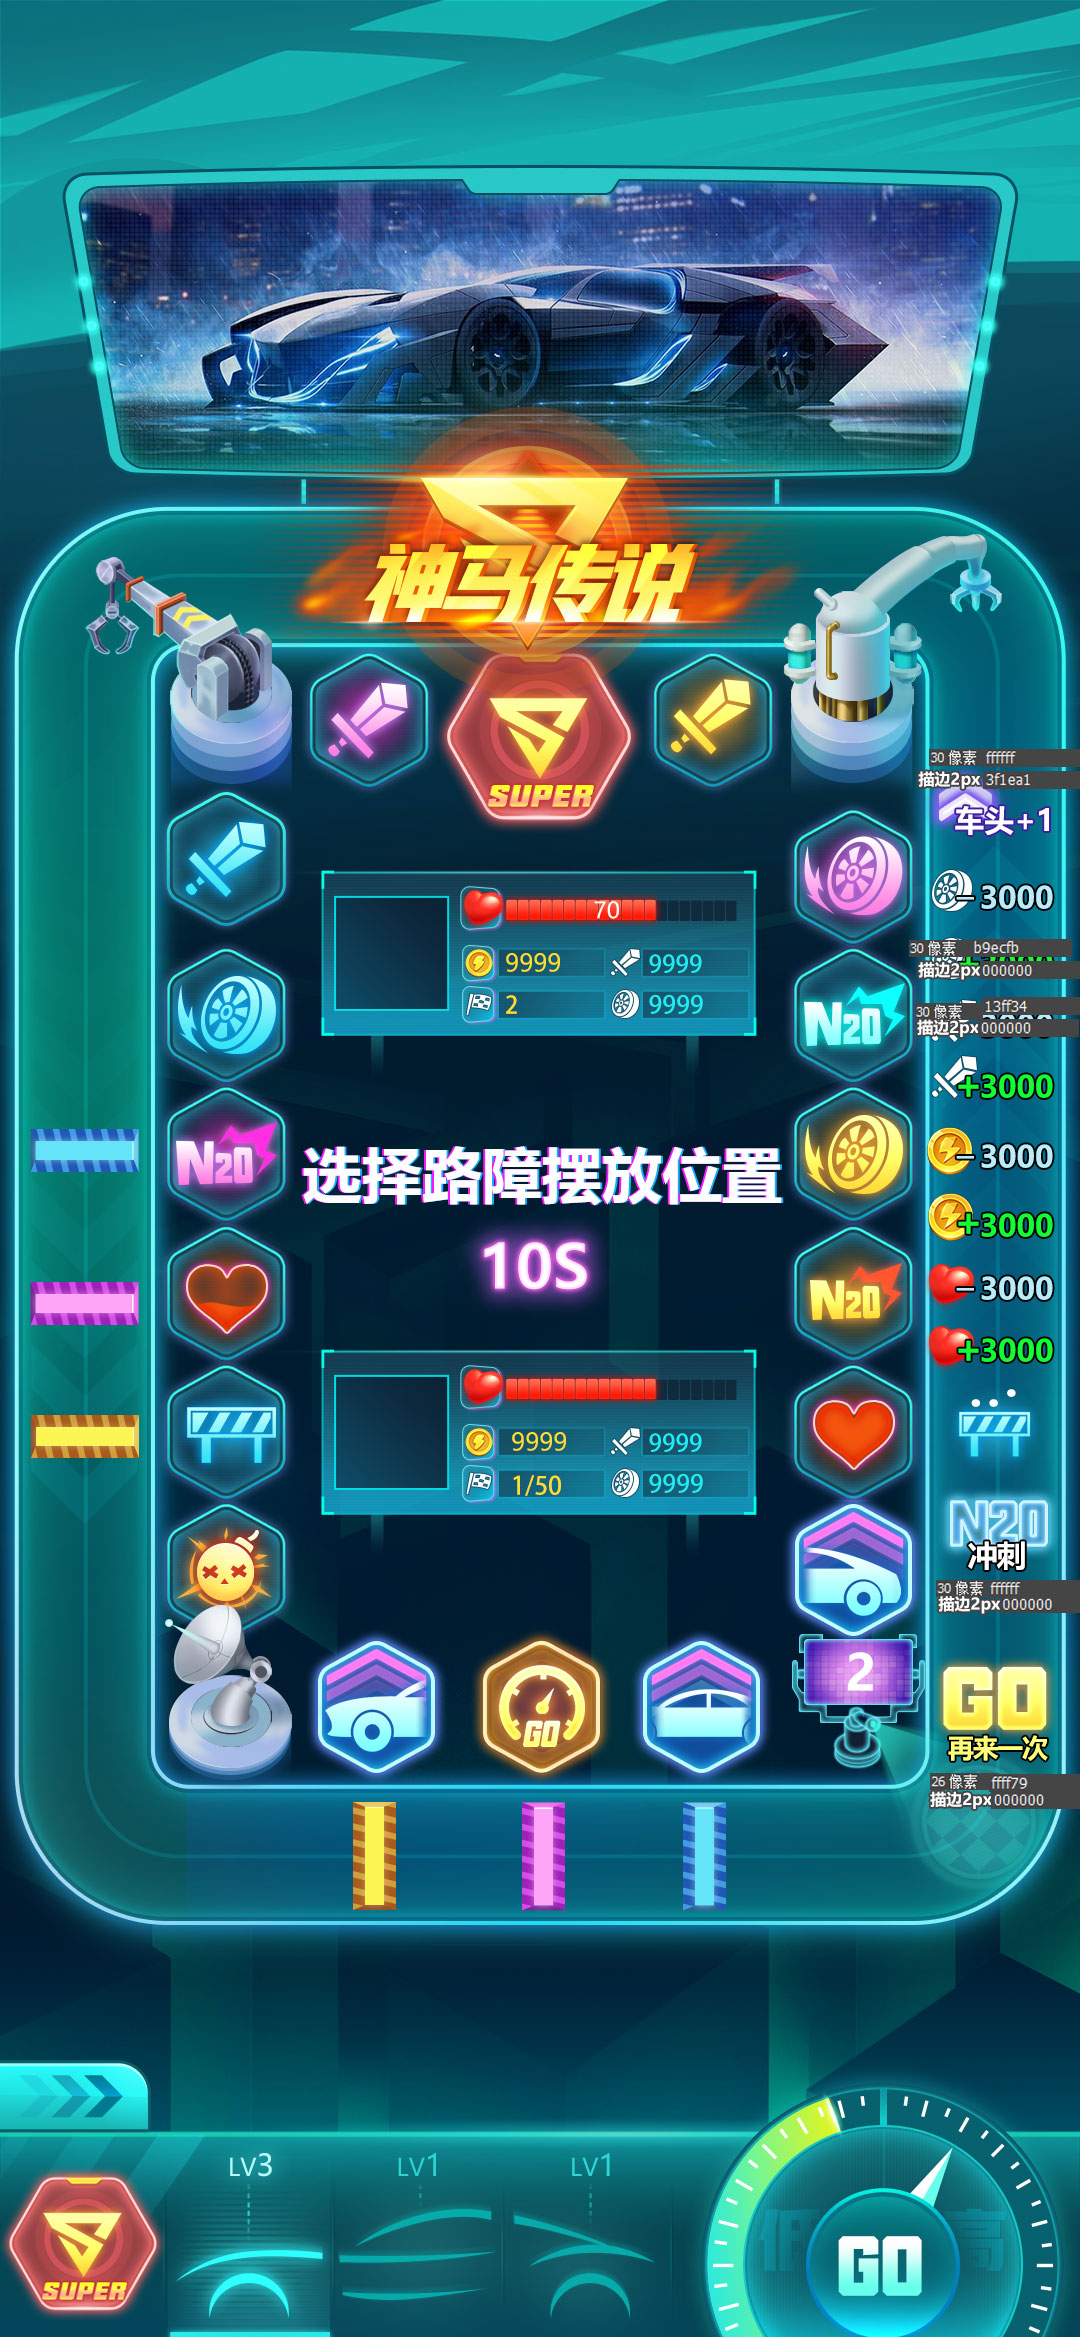 神马传说
SUPER
30 像素 ffffff
描边2px 3f1ea1
车头+1
-3000
70
30 像素 b9ecfb
描边2px 000000
9999
9999
2
9999
N2O
30 像素 13ff34
描边2px 000000
+3000
N2O
选择路障摆放位置
-3000
+3000
10S
N2O
-3000
+3000
9999
9999
1/50
9999
N2O
冲刺
30 像素 ffffff
描边2px 000000
2
GO
GO
再来一次
26 像素 ffff79
描边2px 000000
LV3
LV1
LV1
SUPER
低
高
GO